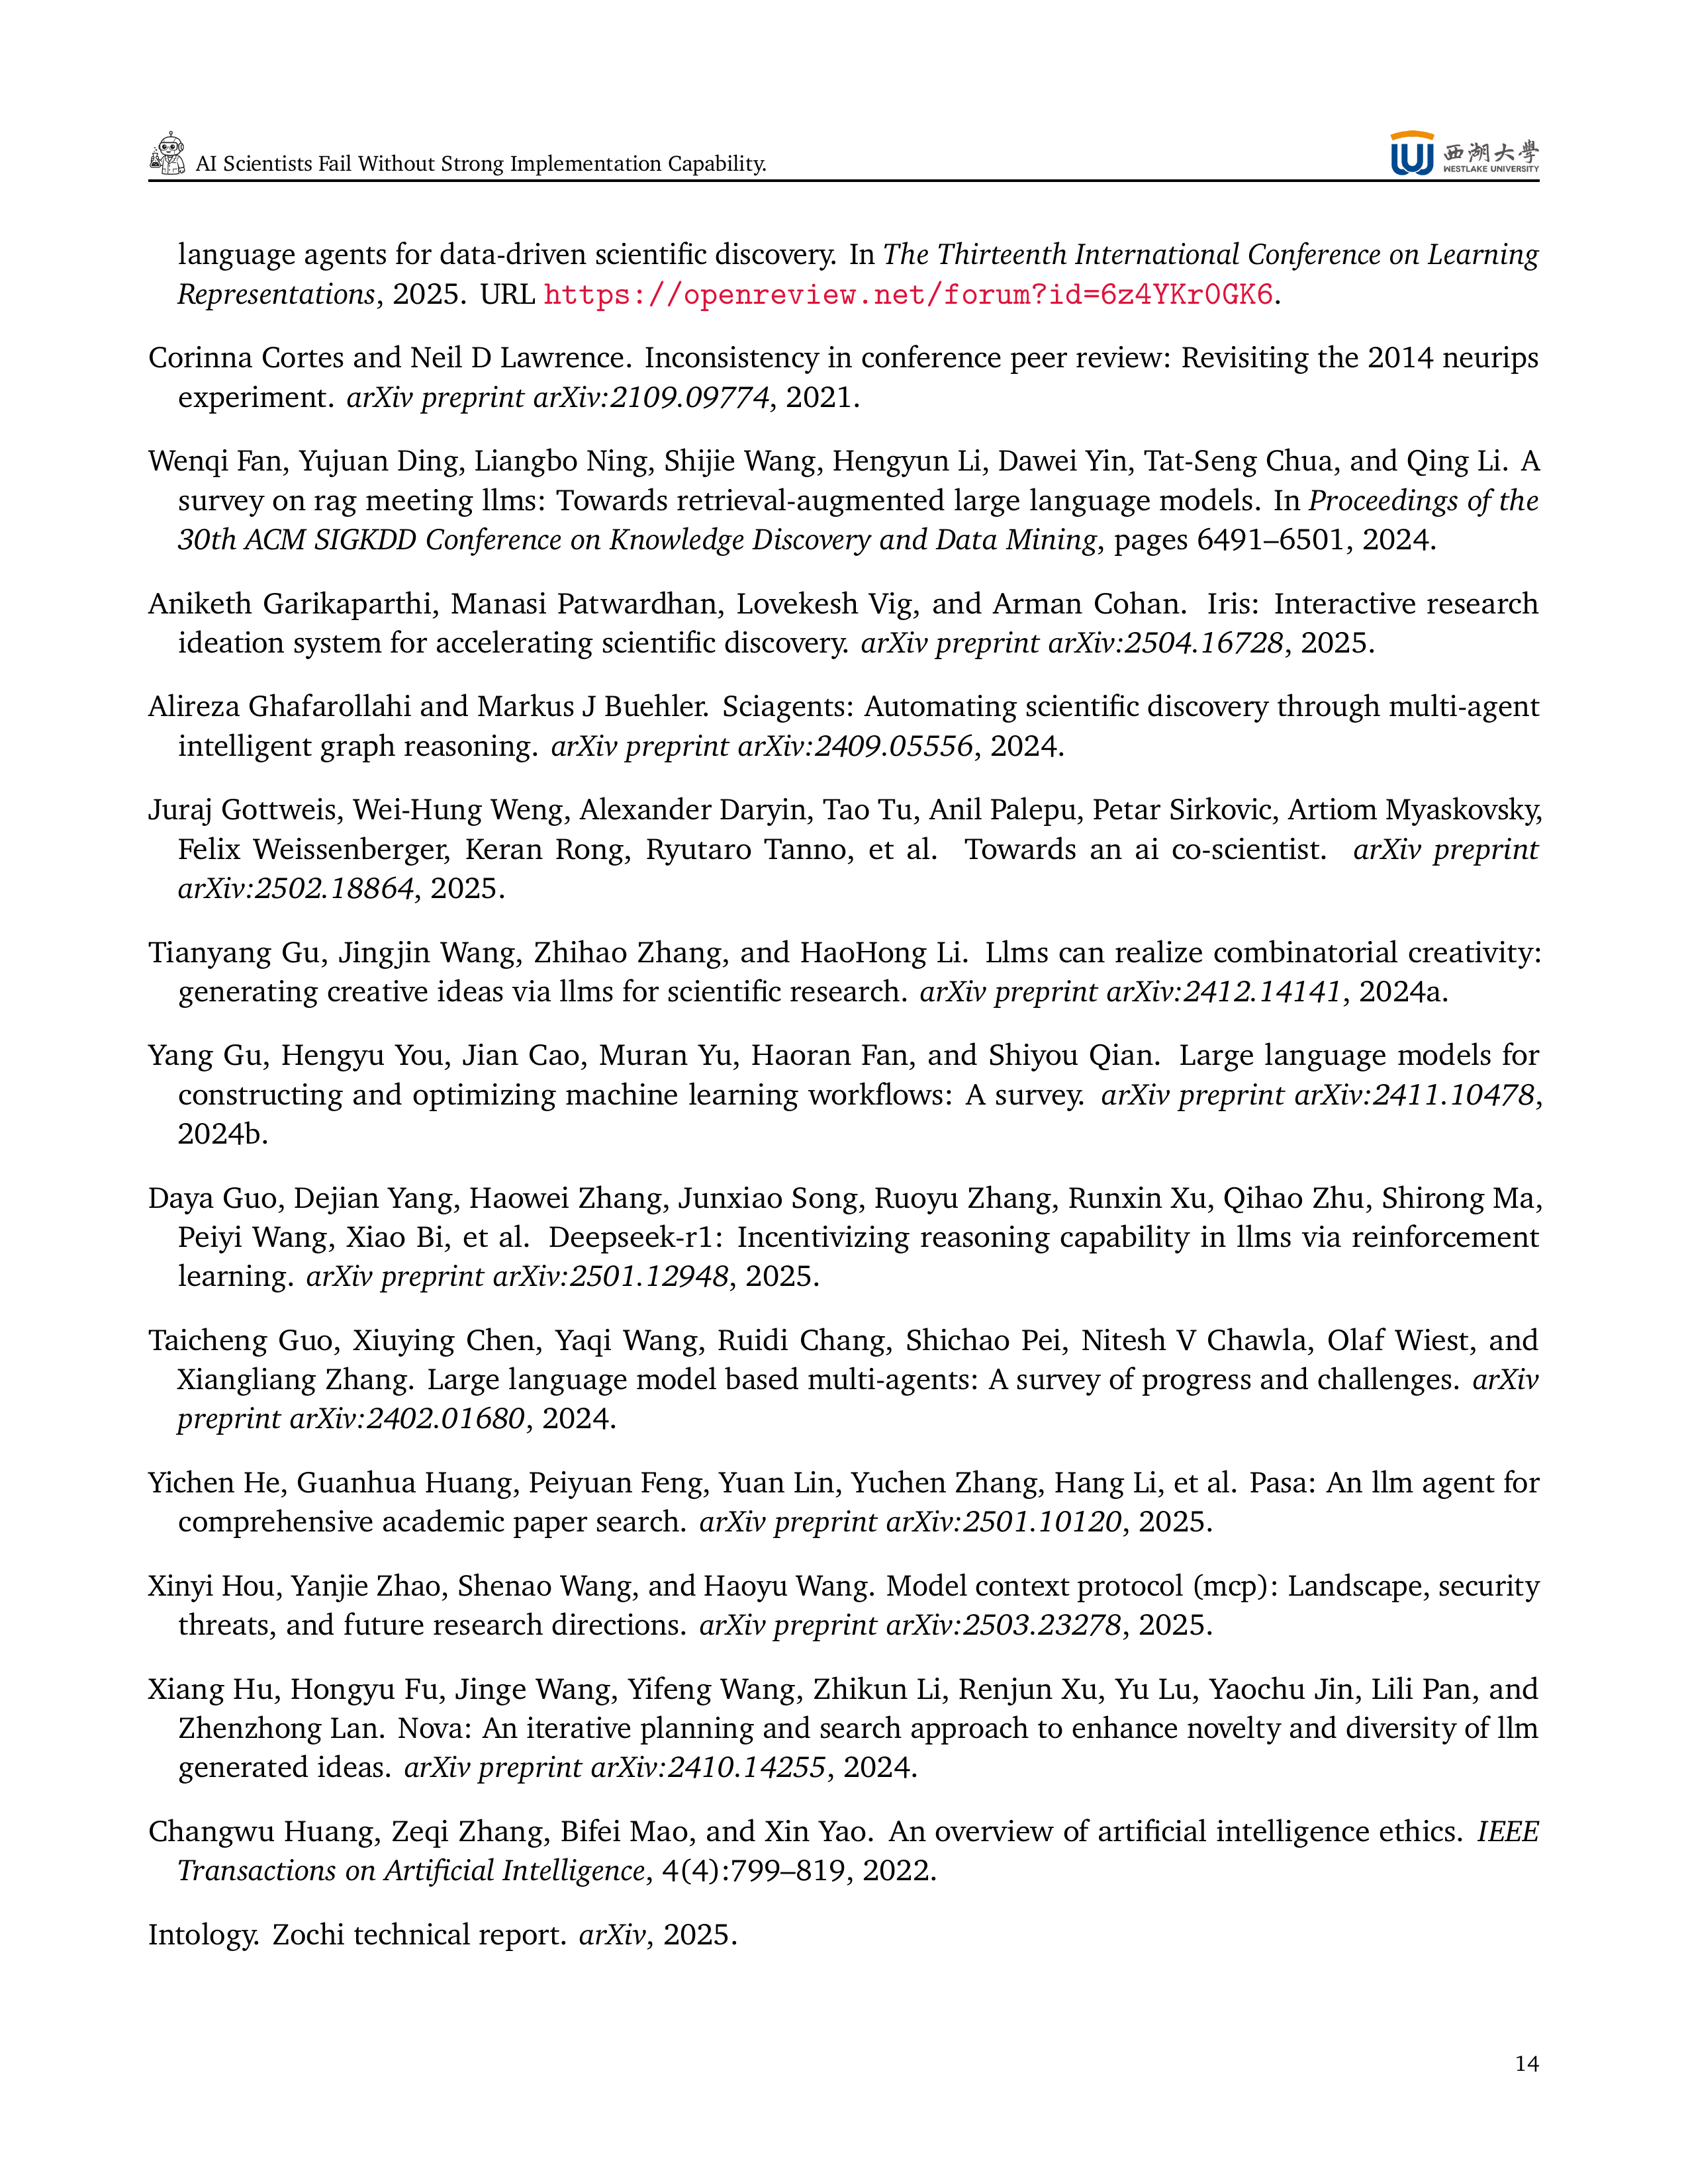 AI Scientists Fail Without Strong Implementation Capability.
西湖大學
WESTLAKE UNIVERSITY
language agents for data-driven scientific discovery. In The Thirteenth International Conference on Learning
Representations, 2025. URL https://openreview.net/forum?id=6z4YKr0GK6.
Corinna Cortes and Neil D Lawrence. Inconsistency in conference peer review: Revisiting the 2014 neurips
experiment. arXiv preprint arXiv:2109.09774, 2021.
Wenqi Fan, Yujuan Ding, Liangbo Ning, Shijie Wang, Hengyun Li, Dawei Yin, Tat-Seng Chua, and Qing Li. A
survey on rag meeting llms: Towards retrieval-augmented large language models. In Proceedings of the
30th ACM SIGKDD Conference on Knowledge Discovery and Data Mining, pages 6491–6501, 2024.
Aniketh Garikaparthi, Manasi Patwardhan, Lovekesh Vig, and Arman Cohan. Iris: Interactive research
ideation system for accelerating scientific discovery. arXiv preprint arXiv:2504.16728, 2025.
Alireza Ghafarollahi and Markus J Buehler. Sciagents: Automating scientific discovery through multi-agent
intelligent graph reasoning. arXiv preprint arXiv:2409.05556, 2024.
Juraj Gottweis, Wei-Hung Weng, Alexander Daryin, Tao Tu, Anil Palepu, Petar Sirkovic, Artiom Myaskovsky,
Felix Weissenberger, Keran Rong, Ryutaro Tanno, et al. Towards an ai co-scientist. arXiv preprint
arXiv:2502.18864, 2025.
Tianyang Gu, Jingjin Wang, Zhihao Zhang, and HaoHong Li. Llms can realize combinatorial creativity:
generating creative ideas via llms for scientific research. arXiv preprint arXiv:2412.14141, 2024a.
Yang Gu, Hengyu You, Jian Cao, Muran Yu, Haoran Fan, and Shiyou Qian. Large language models for
constructing and optimizing machine learning workflows: A survey. arXiv preprint arXiv:2411.10478,
2024b.
Daya Guo, Dejian Yang, Haowei Zhang, Junxiao Song, Ruoyu Zhang, Runxin Xu, Qihao Zhu, Shirong Ma,
Peiyi Wang, Xiao Bi, et al. Deepseek-r1: Incentivizing reasoning capability in llms via reinforcement
learning. arXiv preprint arXiv:2501.12948, 2025.
Taicheng Guo, Xiuying Chen, Yaqi Wang, Ruidi Chang, Shichao Pei, Nitesh V Chawla, Olaf Wiest, and
Xiangliang Zhang. Large language model based multi-agents: A survey of progress and challenges. arXiv
preprint arXiv:2402.01680, 2024.
Yichen He, Guanhua Huang, Peiyuan Feng, Yuan Lin, Yuchen Zhang, Hang Li, et al. Pasa: An llm agent for
comprehensive academic paper search. arXiv preprint arXiv:2501.10120, 2025.
Xinyi Hou, Yanjie Zhao, Shenao Wang, and Haoyu Wang. Model context protocol (mcp): Landscape, security
threats, and future research directions. arXiv preprint arXiv:2503.23278, 2025.
Xiang Hu, Hongyu Fu, Jinge Wang, Yifeng Wang, Zhikun Li, Renjun Xu, Yu Lu, Yaochu Jin, Lili Pan, and
Zhenzhong Lan. Nova: An iterative planning and search approach to enhance novelty and diversity of llm
generated ideas. arXiv preprint arXiv:2410.14255, 2024.
Changwu Huang, Zeqi Zhang, Bifei Mao, and Xin Yao. An overview of artificial intelligence ethics. IEEE
Transactions on Artificial Intelligence, 4(4):799–819, 2022.
Intology. Zochi technical report. arXiv, 2025.
14